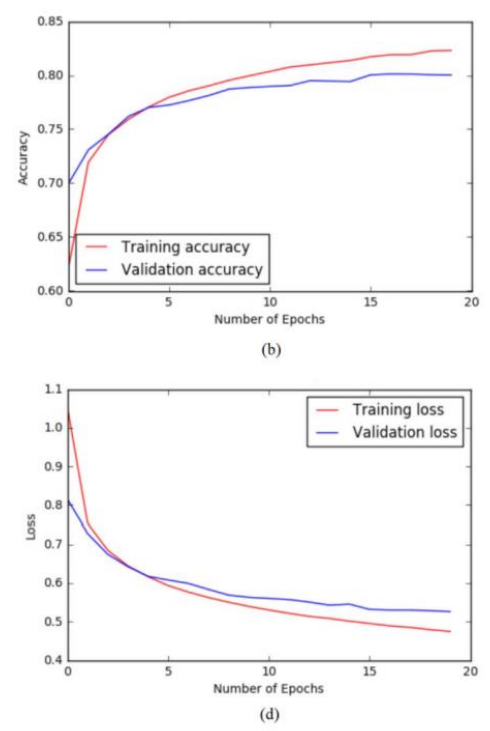 0.85
0.80
0.75
0.70
0.65
0.60
Accuracy
Training accuracy
Validation accuracy
0 5 10 15 20
Number of Epochs
(b)
1.1
1.0
0.9
0.8
0.7
0.6
0.5
0.4
Loss
Training loss
Validation loss
0 5 10 15 20
Number of Epochs
(d)